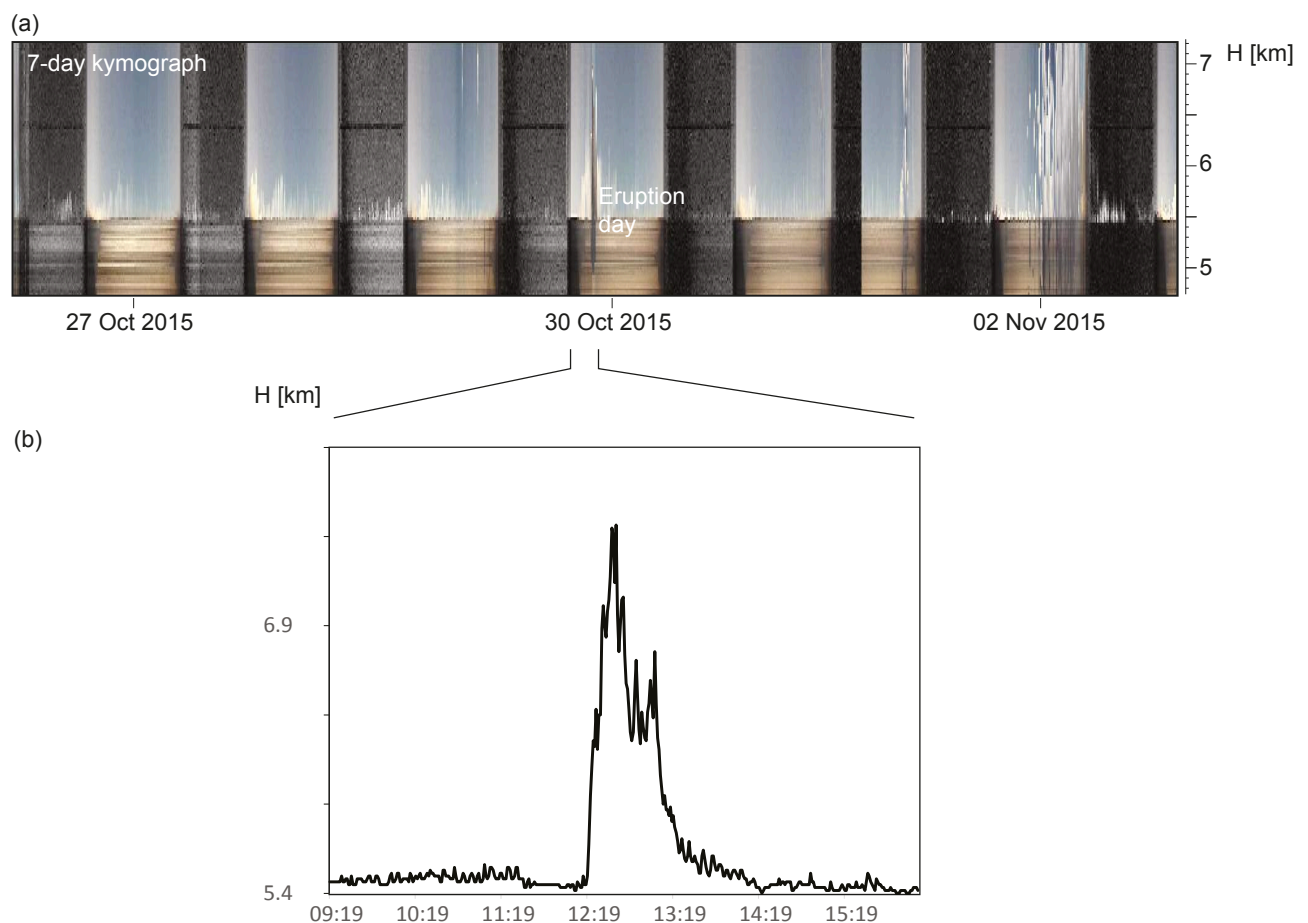 (a)
7-day kymograph
7 H [km]
6
Eruption
day
5
27 Oct 2015 30 Oct 2015 02 Nov 2015
H [km]
(b)
6.9
5.4
09:19 10:19 11:19 12:19 13:19 14:19 15:19